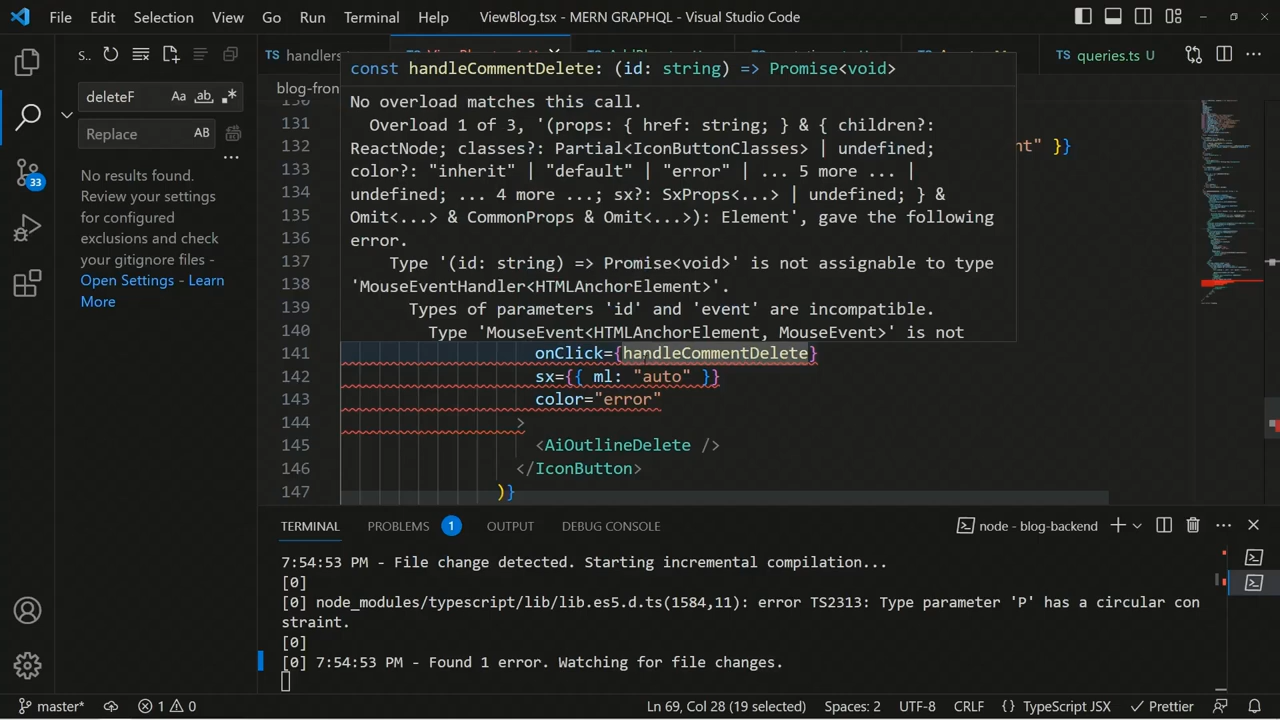 File Edit Selection View Go Run Terminal Help ViewBlog.tsx - MERN GRAPHQL - Visual Studio Code
S..
handlers
queries.ts U
deleteF
Aa ab
Replace AB
No results found.
Review your settings
for configured
exclusions and check
your gitignore files -
Open Settings - Learn
More
33
blog-fron
const handleCommentDelete: (id: string) => Promise<void>
No overload matches this call.
Overload 1 of 3, '(props: { href: string; } & { children?:
ReactNode; classes?: Partial<IconButtonClasses> | undefined;
color?: "inherit" | "default" | "error" | ... 5 more ... |
undefined; ... 4 more ...; sx?: SxProps<...> | undefined; } &
Omit<...> & CommonProps & Omit<...>): Element', gave the following
error.
Type '(id: string) => Promise<void>' is not assignable to type
'MouseEventHandler<HTMLAnchorElement>'.
Types of parameters 'id' and 'event' are incompatible.
Type 'MouseEvent<HTMLAnchorElement, MouseEvent>' is not
130
131
132 nt" }}
133
134
135
136
137
138
139
140
141 onClick={handleCommentDelete}
142 sx={{ ml: "auto" }}
143 color="error"
144 >
145 <AiOutlineDelete />
146 </IconButton>
147 )}
TERMINAL PROBLEMS 1 OUTPUT DEBUG CONSOLE node - blog-backend
7:54:53 PM - File change detected. Starting incremental compilation...
[0]
[0] node_modules/typescript/lib/lib.es5.d.ts(1584,11): error TS2313: Type parameter 'P' has a circular con
straint.
[0]
[0] 7:54:53 PM - Found 1 error. Watching for file changes.
master* 1 0 Ln 69, Col 28 (19 selected) Spaces: 2 UTF-8 CRLF { } TypeScript JSX Prettier